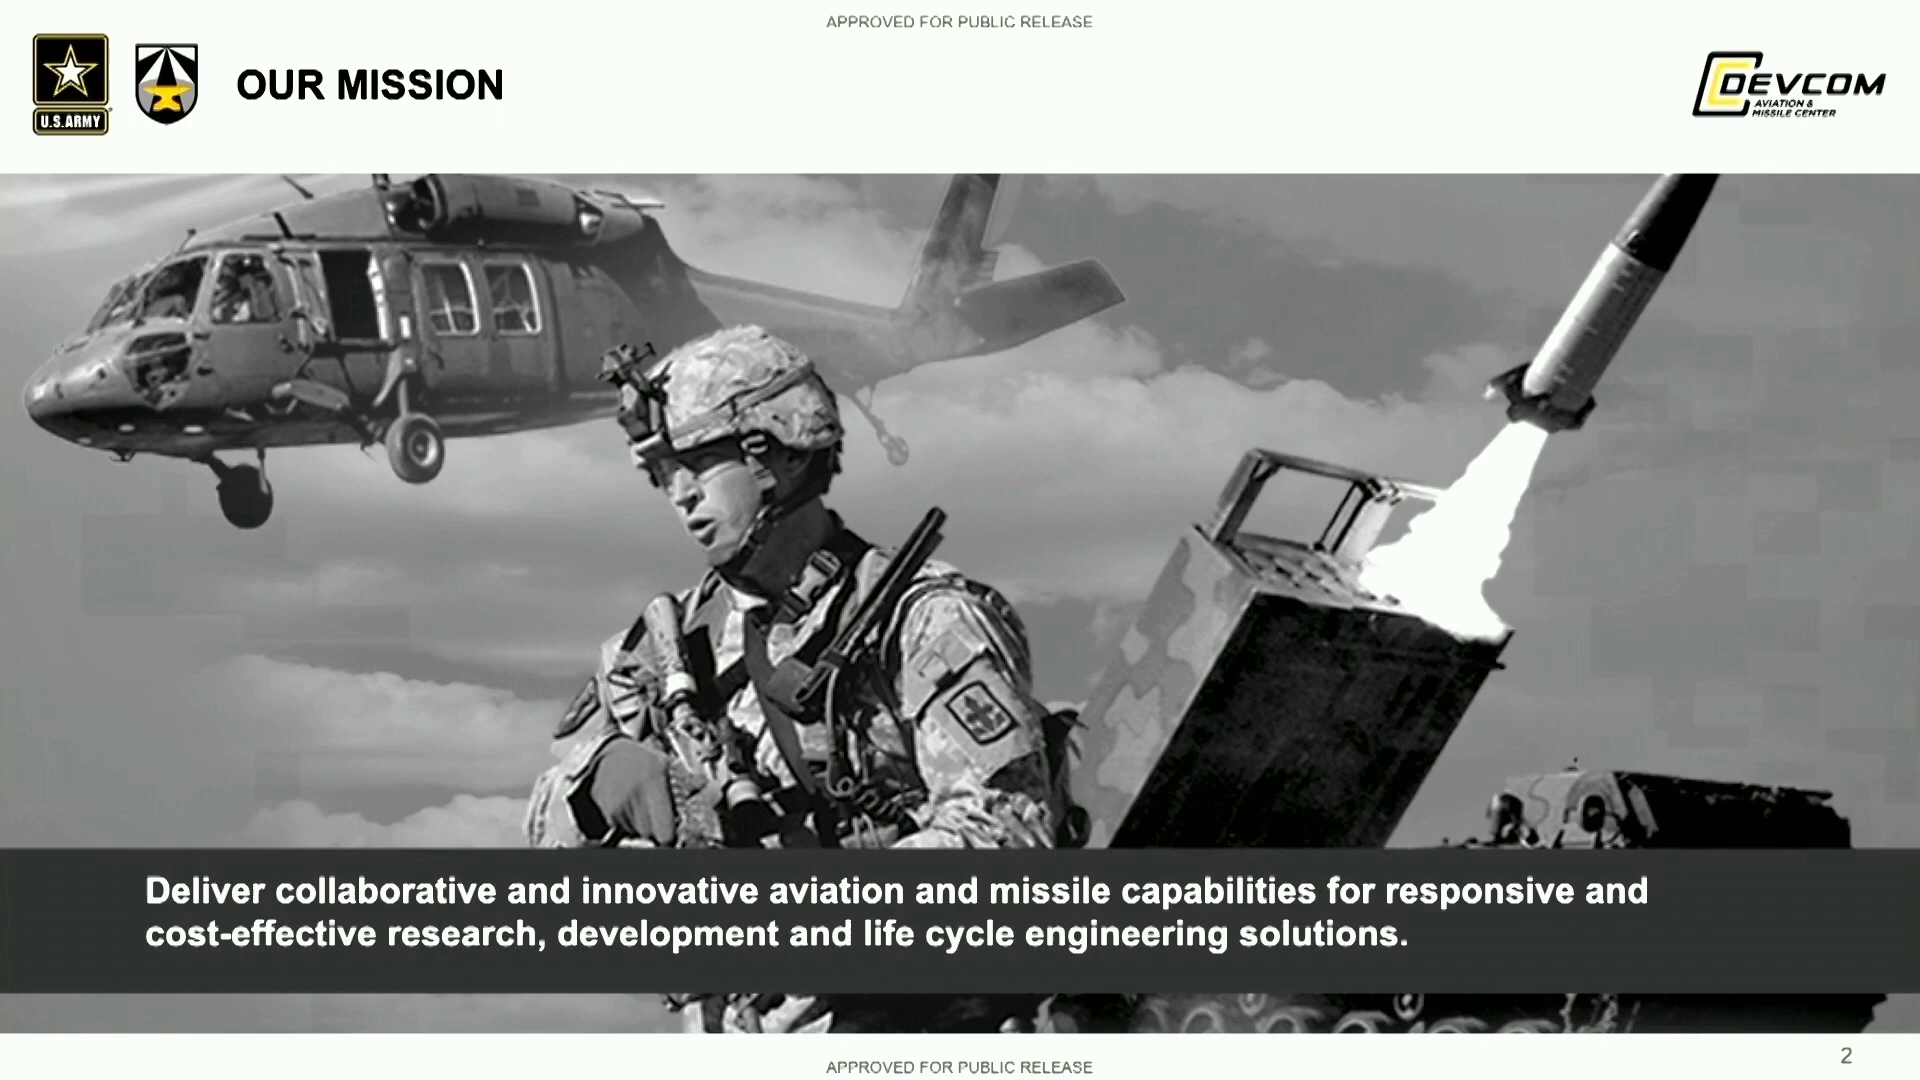 APPROVED FOR PUBLIC RELEASE
U.S.ARMY
OUR MISSION
DEVCOM
AVIATION &
MISSILE CENTER
Deliver collaborative and innovative aviation and missile capabilities for responsive and
cost-effective research, development and life cycle engineering solutions.
APPROVED FOR PUBLIC RELEASE
2